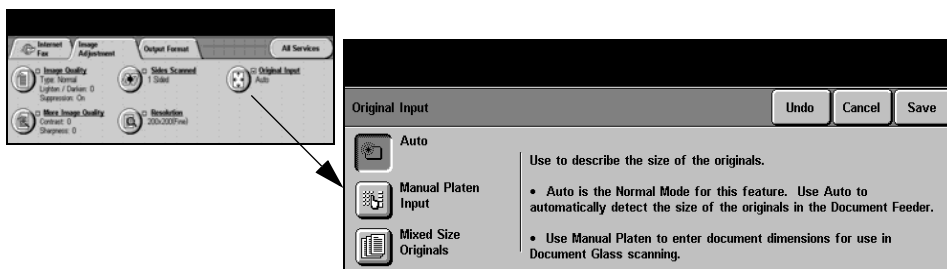 Internet Fax
Image Adjustment
Output Format
All Services
Image Quality
Type: Normal
Lighten / Darken: 0
Suppression: On
Sides Scanned
1 Sided
Original Input
Auto
More Image Quality
Contrast: 0
Sharpness: 0
Resolution
200x200(Fine)
Original Input
Undo
Cancel
Save
Auto
Manual Platen
Input
Mixed Size
Originals
Use to describe the size of the originals.
• Auto is the Normal Mode for this feature. Use Auto to
automatically detect the size of the originals in the Document Feeder.
• Use Manual Platen to enter document dimensions for use in
Document Glass scanning.